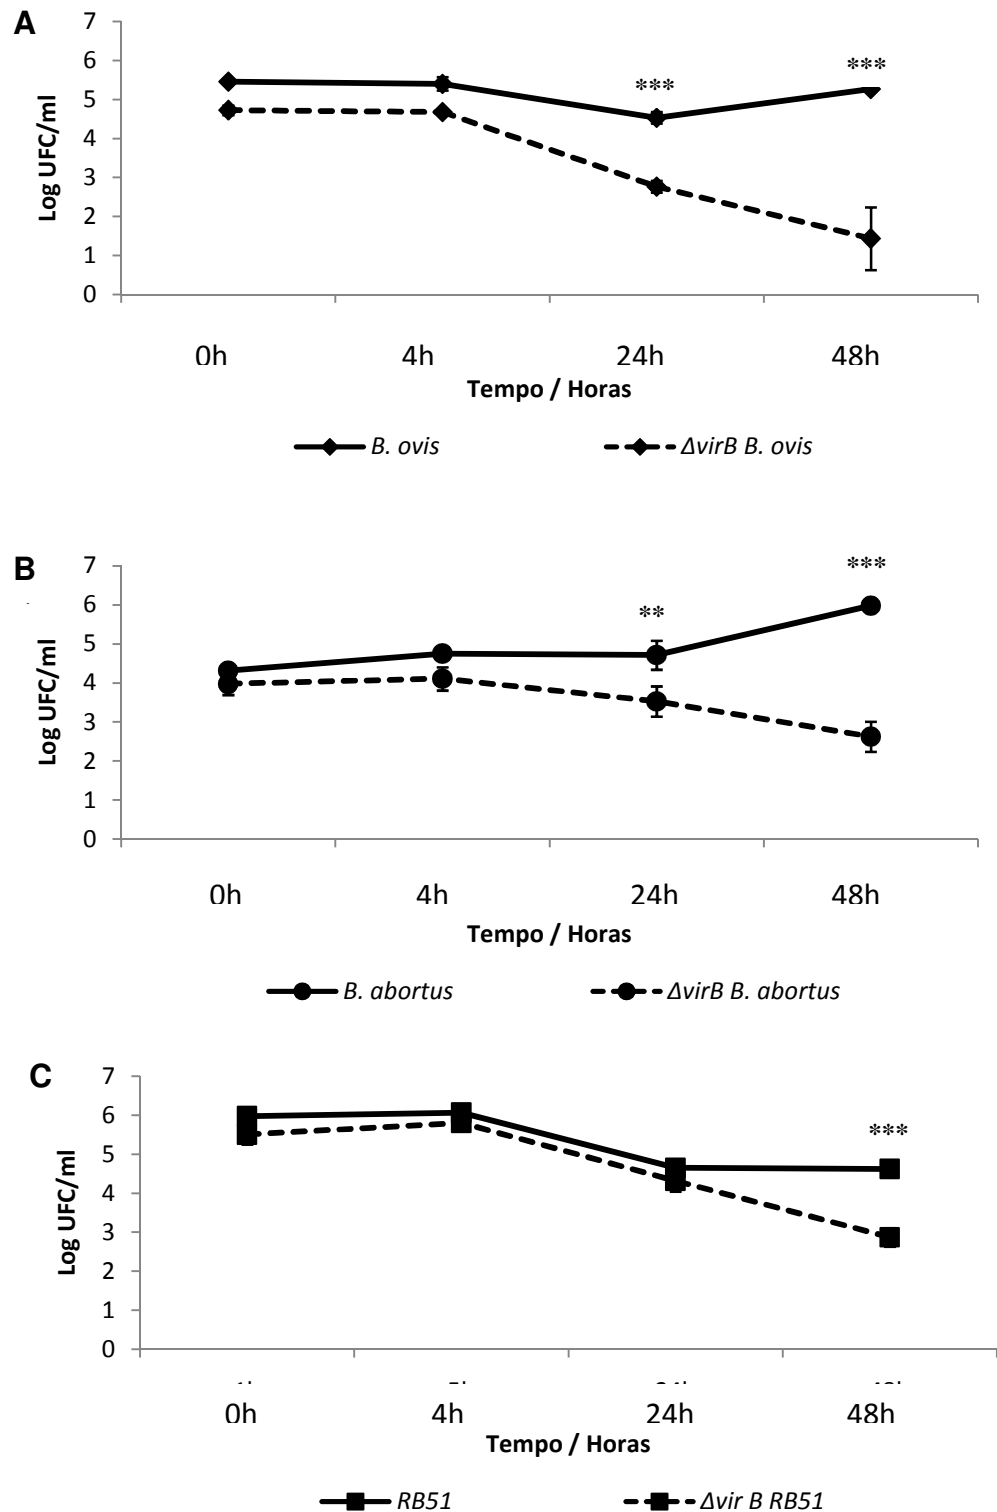 A
7
6
5
4
3
2
1
0
Log UFC/ml
***
***
0h 4h 24h 48h
Tempo / Horas
B. ovis ΔvirB B. ovis
B
7
6
5
4
3
2
1
0
Log UFC/ml
**
***
0h 4h 24h 48h
Tempo / Horas
B. abortus ΔvirB B. abortus
C
7
6
5
4
3
2
1
0
Log UFC/ml
***
0h 4h 24h 48h
Tempo / Horas
RB51 Δvir B RB51